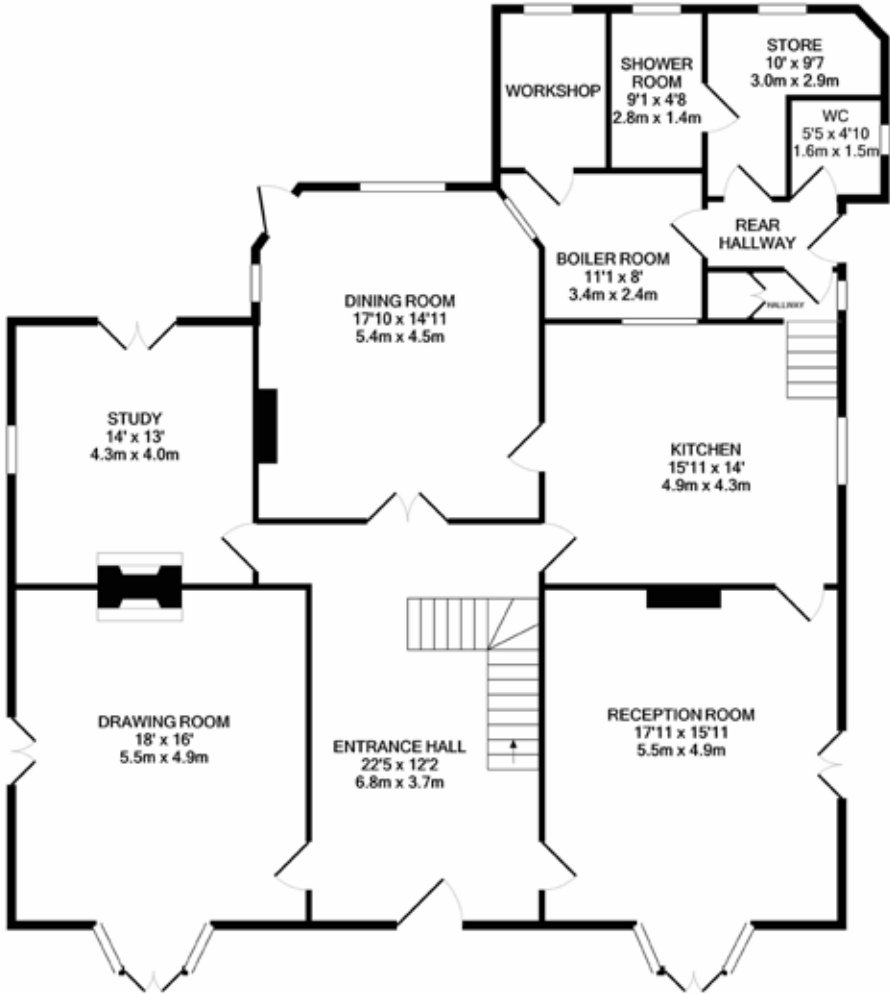 WORKSHOP
SHOWER
ROOM
9'1 x 4'8
2.8m x 1.4m
STORE
10' x 9'7
3.0m x 2.9m
WC
5'5 x 4'10
1.6m x 1.5m
REAR
HALLWAY
BOILER ROOM
11'1 x 8'
3.4m x 2.4m
HALLWAY
DINING ROOM
17'10 x 14'11
5.4m x 4.5m
STUDY
14' x 13'
4.3m x 4.0m
KITCHEN
15'11 x 14'
4.9m x 4.3m
DRAWING ROOM
18' x 16'
5.5m x 4.9m
ENTRANCE HALL
22'5 x 12'2
6.8m x 3.7m
RECEPTION ROOM
17'11 x 15'11
5.5m x 4.9m